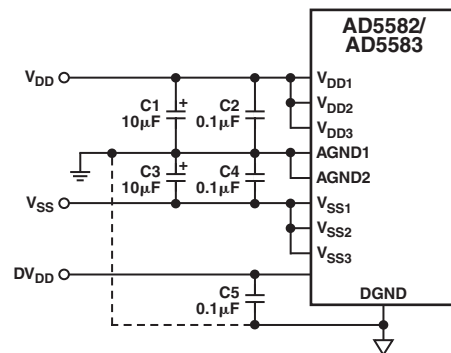 AD5582/
AD5583
VDD
C1
10μF
+
C2
0.1μF
VDD1
VDD2
VDD3
C3
10μF
+
C4
0.1μF
AGND1
AGND2
VSS
VSS1
VSS2
VSS3
DVDD
C5
0.1μF
DGND